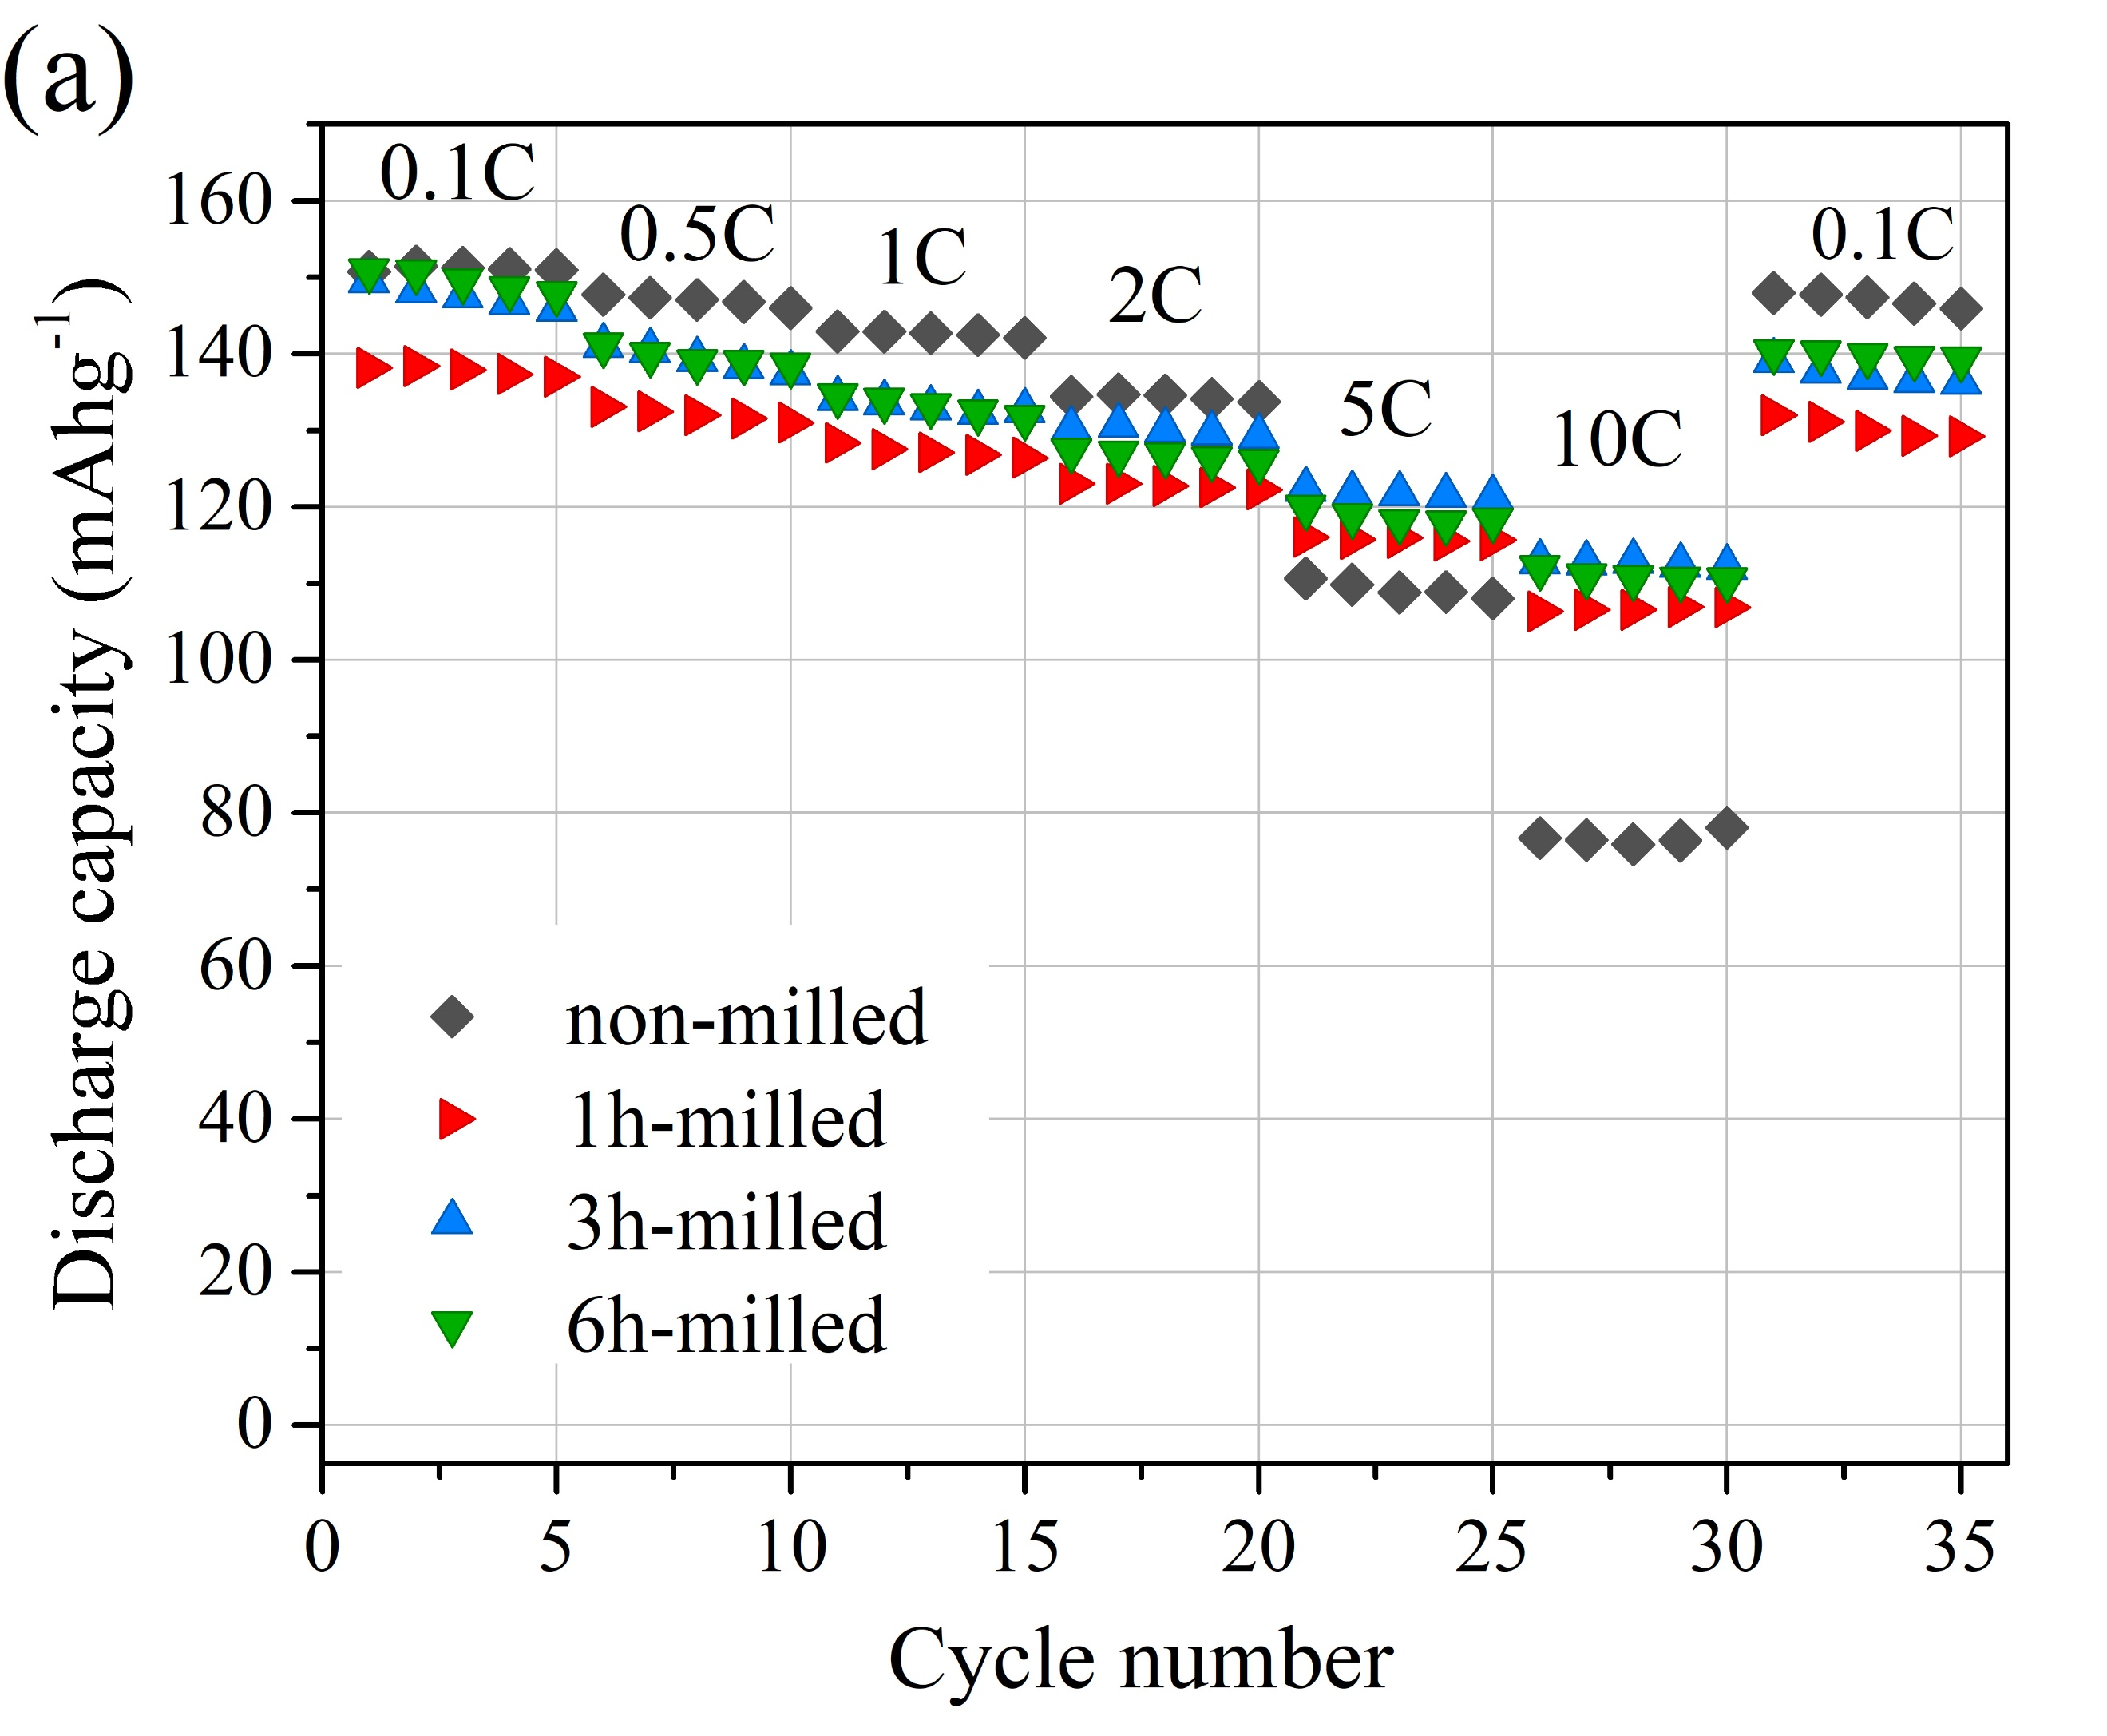 (a)
0.1C
0.5C
1C
2C
5C
10C
0.1C
Discharge capacity (mAhg-1)
160
140
120
100
80
60
40
20
0
non-milled
1h-milled
3h-milled
6h-milled
0 5 10 15 20 25 30 35
Cycle number